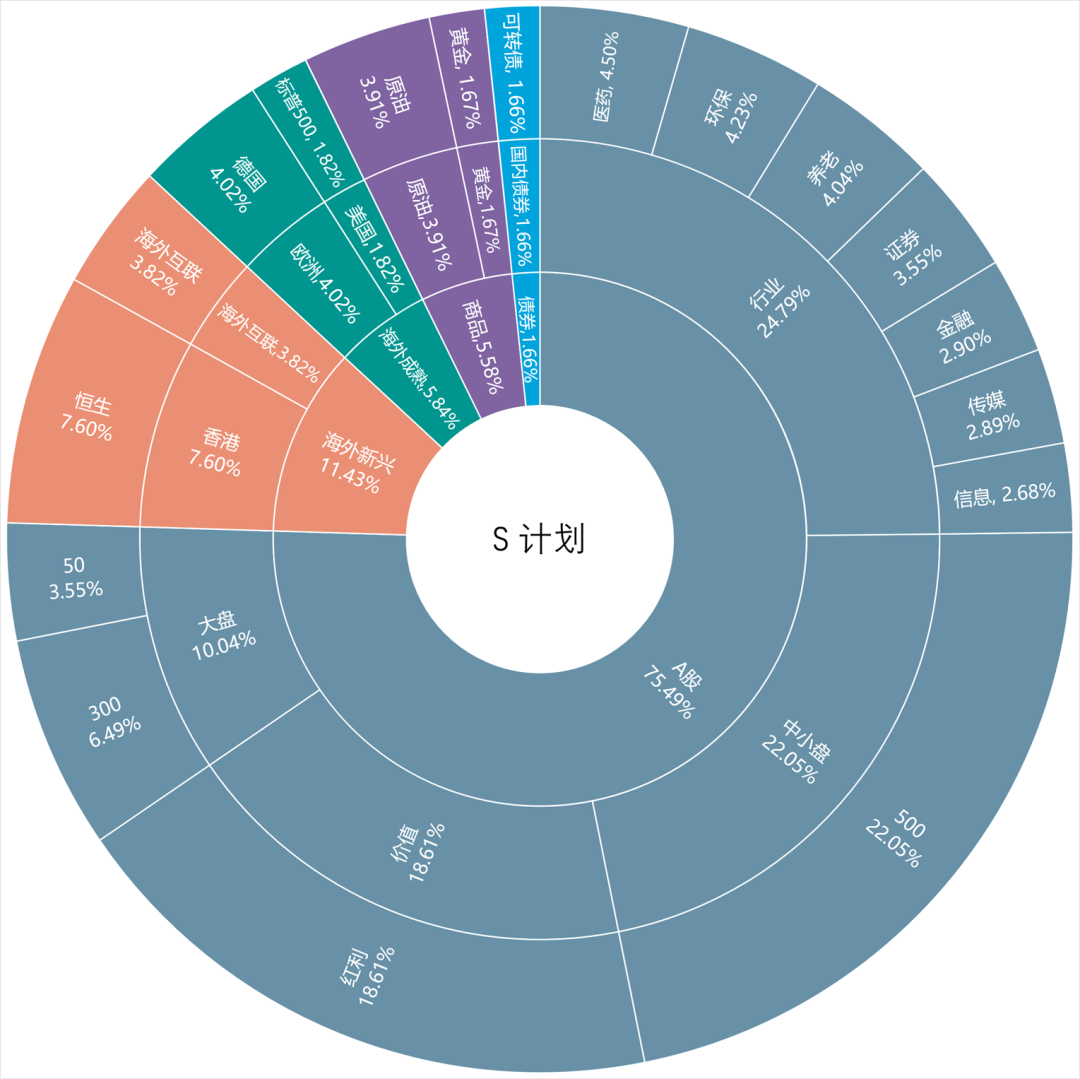 S 计划
A股
75.49%
行业
24.79%
医药, 4.50%
环保
4.23%
养老
4.04%
证券
3.55%
金融
2.90%
传媒
2.89%
信息, 2.68%
中小盘
22.05%
500
22.05%
价值
18.61%
红利
18.61%
大盘
10.04%
300
6.49%
50
3.55%
海外新兴
11.43%
香港
7.60%
恒生
7.60%
海外互联,3.82%
海外互联
3.82%
海外成熟,5.84%
欧洲,4.02%
德国
4.02%
美国,1.82%
标普500, 1.82%
商品,5.58%
原油,3.91%
原油
3.91%
黄金,1.67%
黄金, 1.67%
债券,1.66%
国内债券,1.66%
可转债, 1.66%